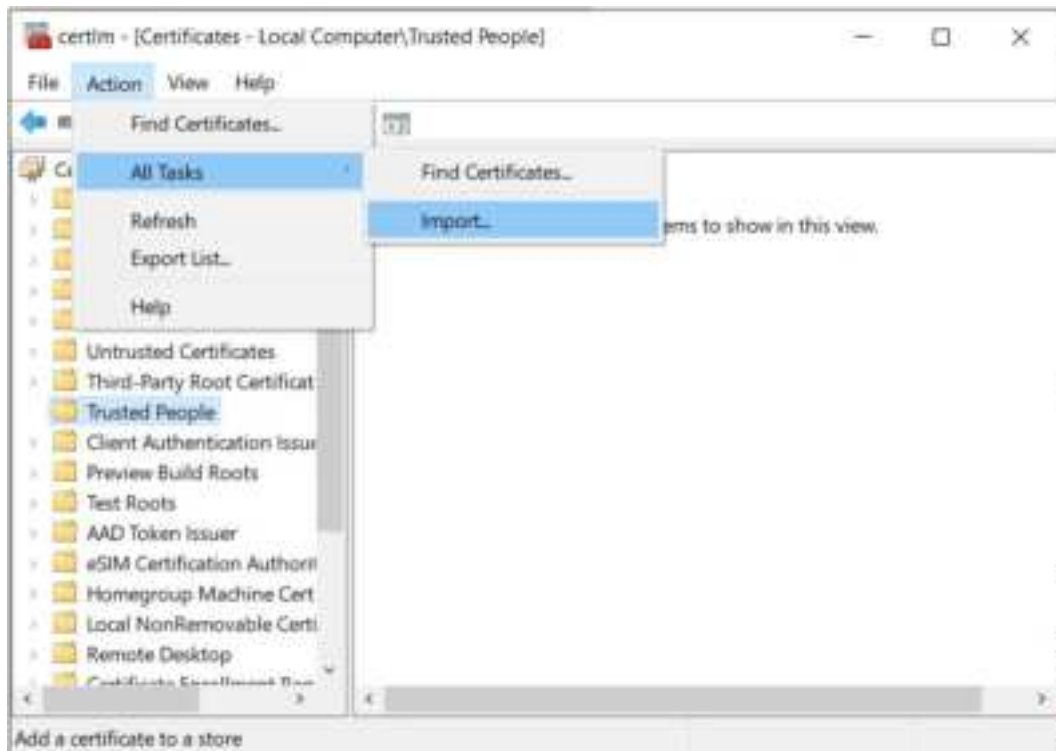 certlm - [Certificates - Local Computer\Trusted People]
File Action View Help
Find Certificates...
All Tasks
Refresh
Export List...
Help
Find Certificates...
Import...
ems to show in this view.
Untrusted Certificates
Third-Party Root Certificat
Trusted People
Client Authentication Issue
Preview Build Roots
Test Roots
AAD Token Issuer
eSIM Certification Authorit
Homegroup Machine Cert
Local NonRemovable Certi
Remote Desktop
Add a certificate to a store